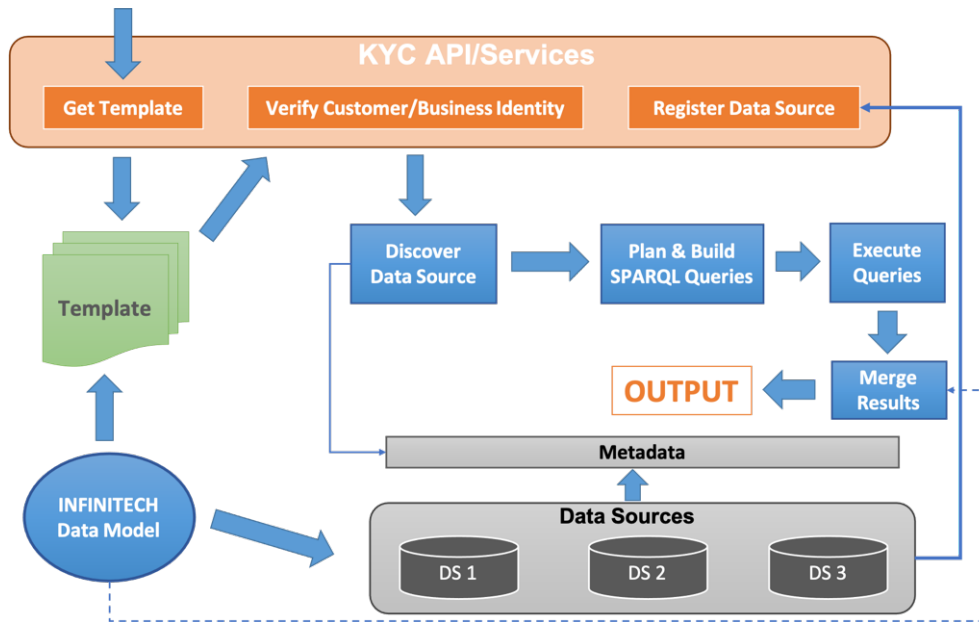 KYC API/Services
Get Template
Verify Customer/Business Identity
Register Data Source
Discover
Data Source
Plan & Build
SPARQL Queries
Execute
Queries
Template
Merge
Results
OUTPUT
Metadata
INFINITECH
Data Model
Data Sources
DS 1
DS 2
DS 3